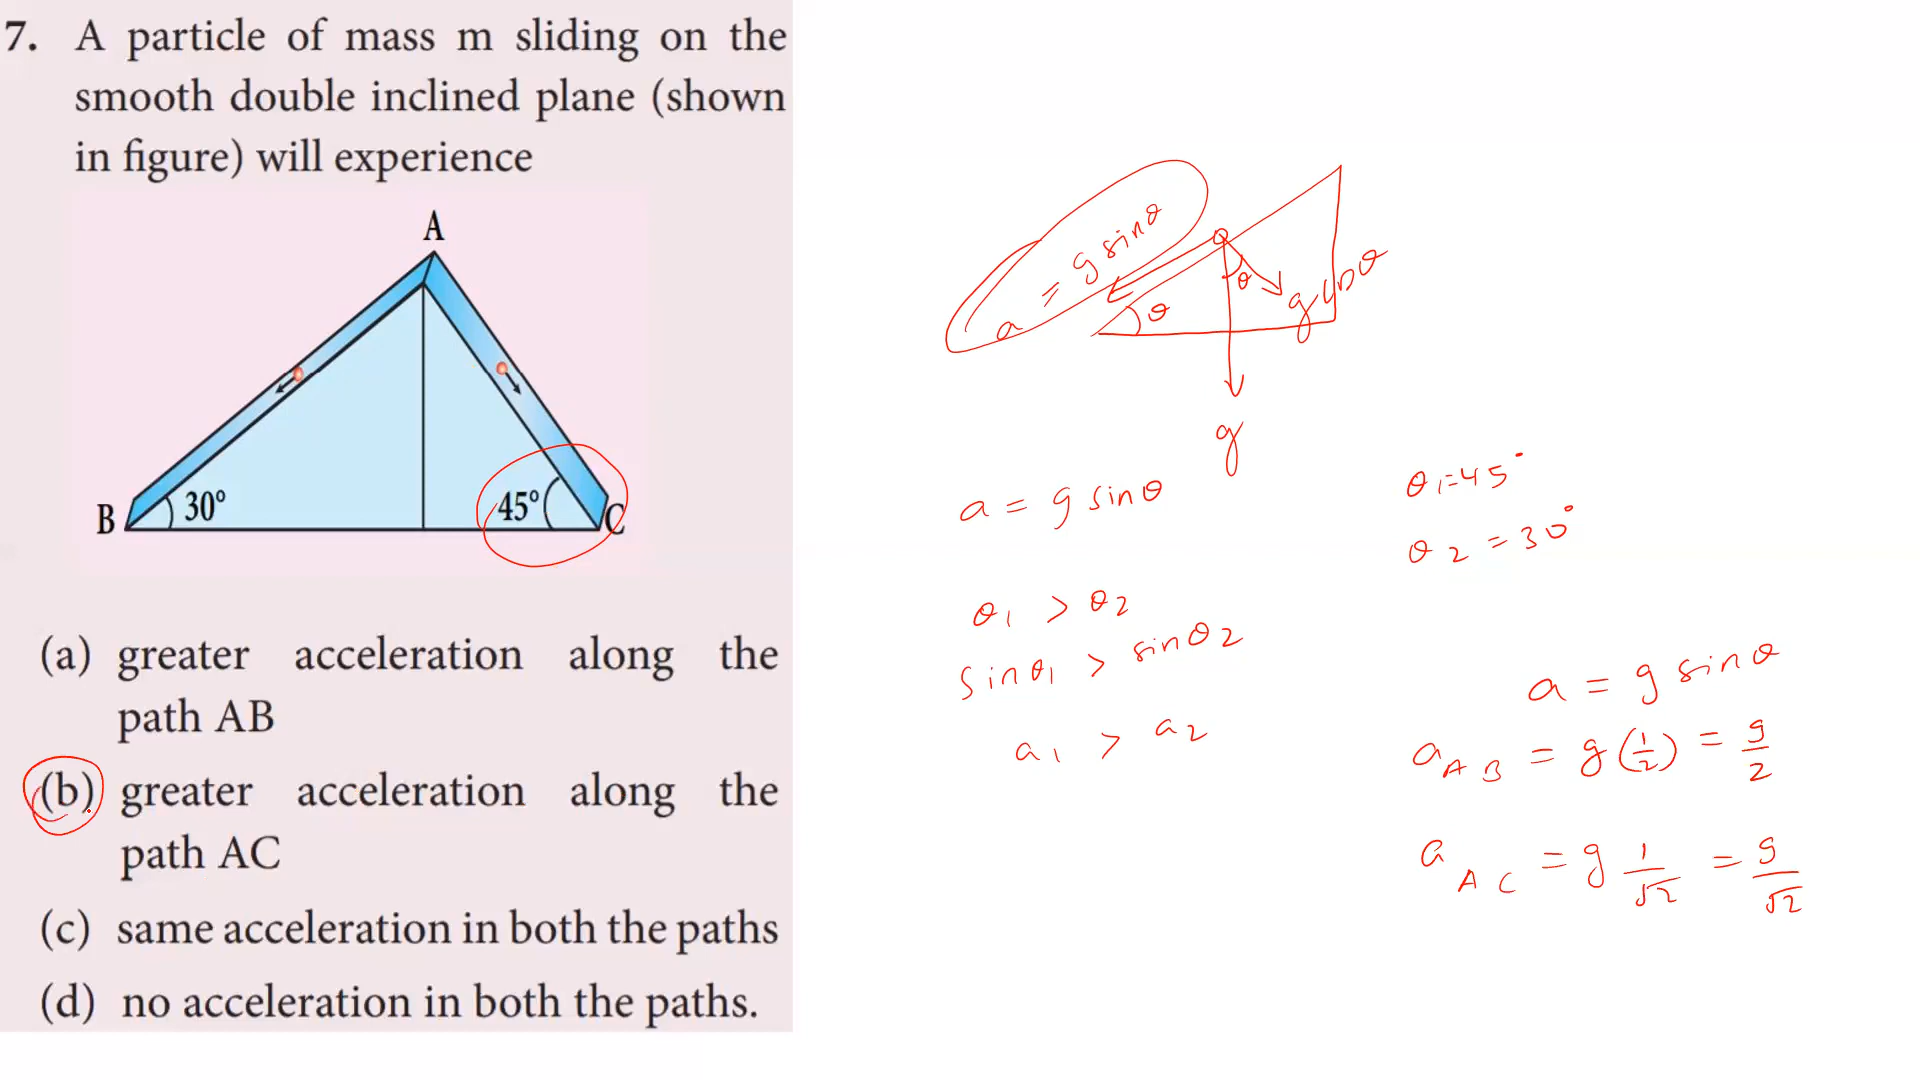 7. A particle of mass m sliding on the
smooth double inclined plane (shown
in figure) will experience
A
B
30°
45°
C
(a) greater acceleration along the
path AB
(b) greater acceleration along the
path AC
(c) same acceleration in both the paths
(d) no acceleration in both the paths.
a = g sinθ
θ
θ
g cosθ
g
a = g sinθ
θ1 = 45°
θ2 = 30°
θ1 > θ2
sinθ1 > sinθ2
a1 > a2
a = g sinθ
aAB = g(1/2) = g/2
aAC = g 1/√2 = g/√2